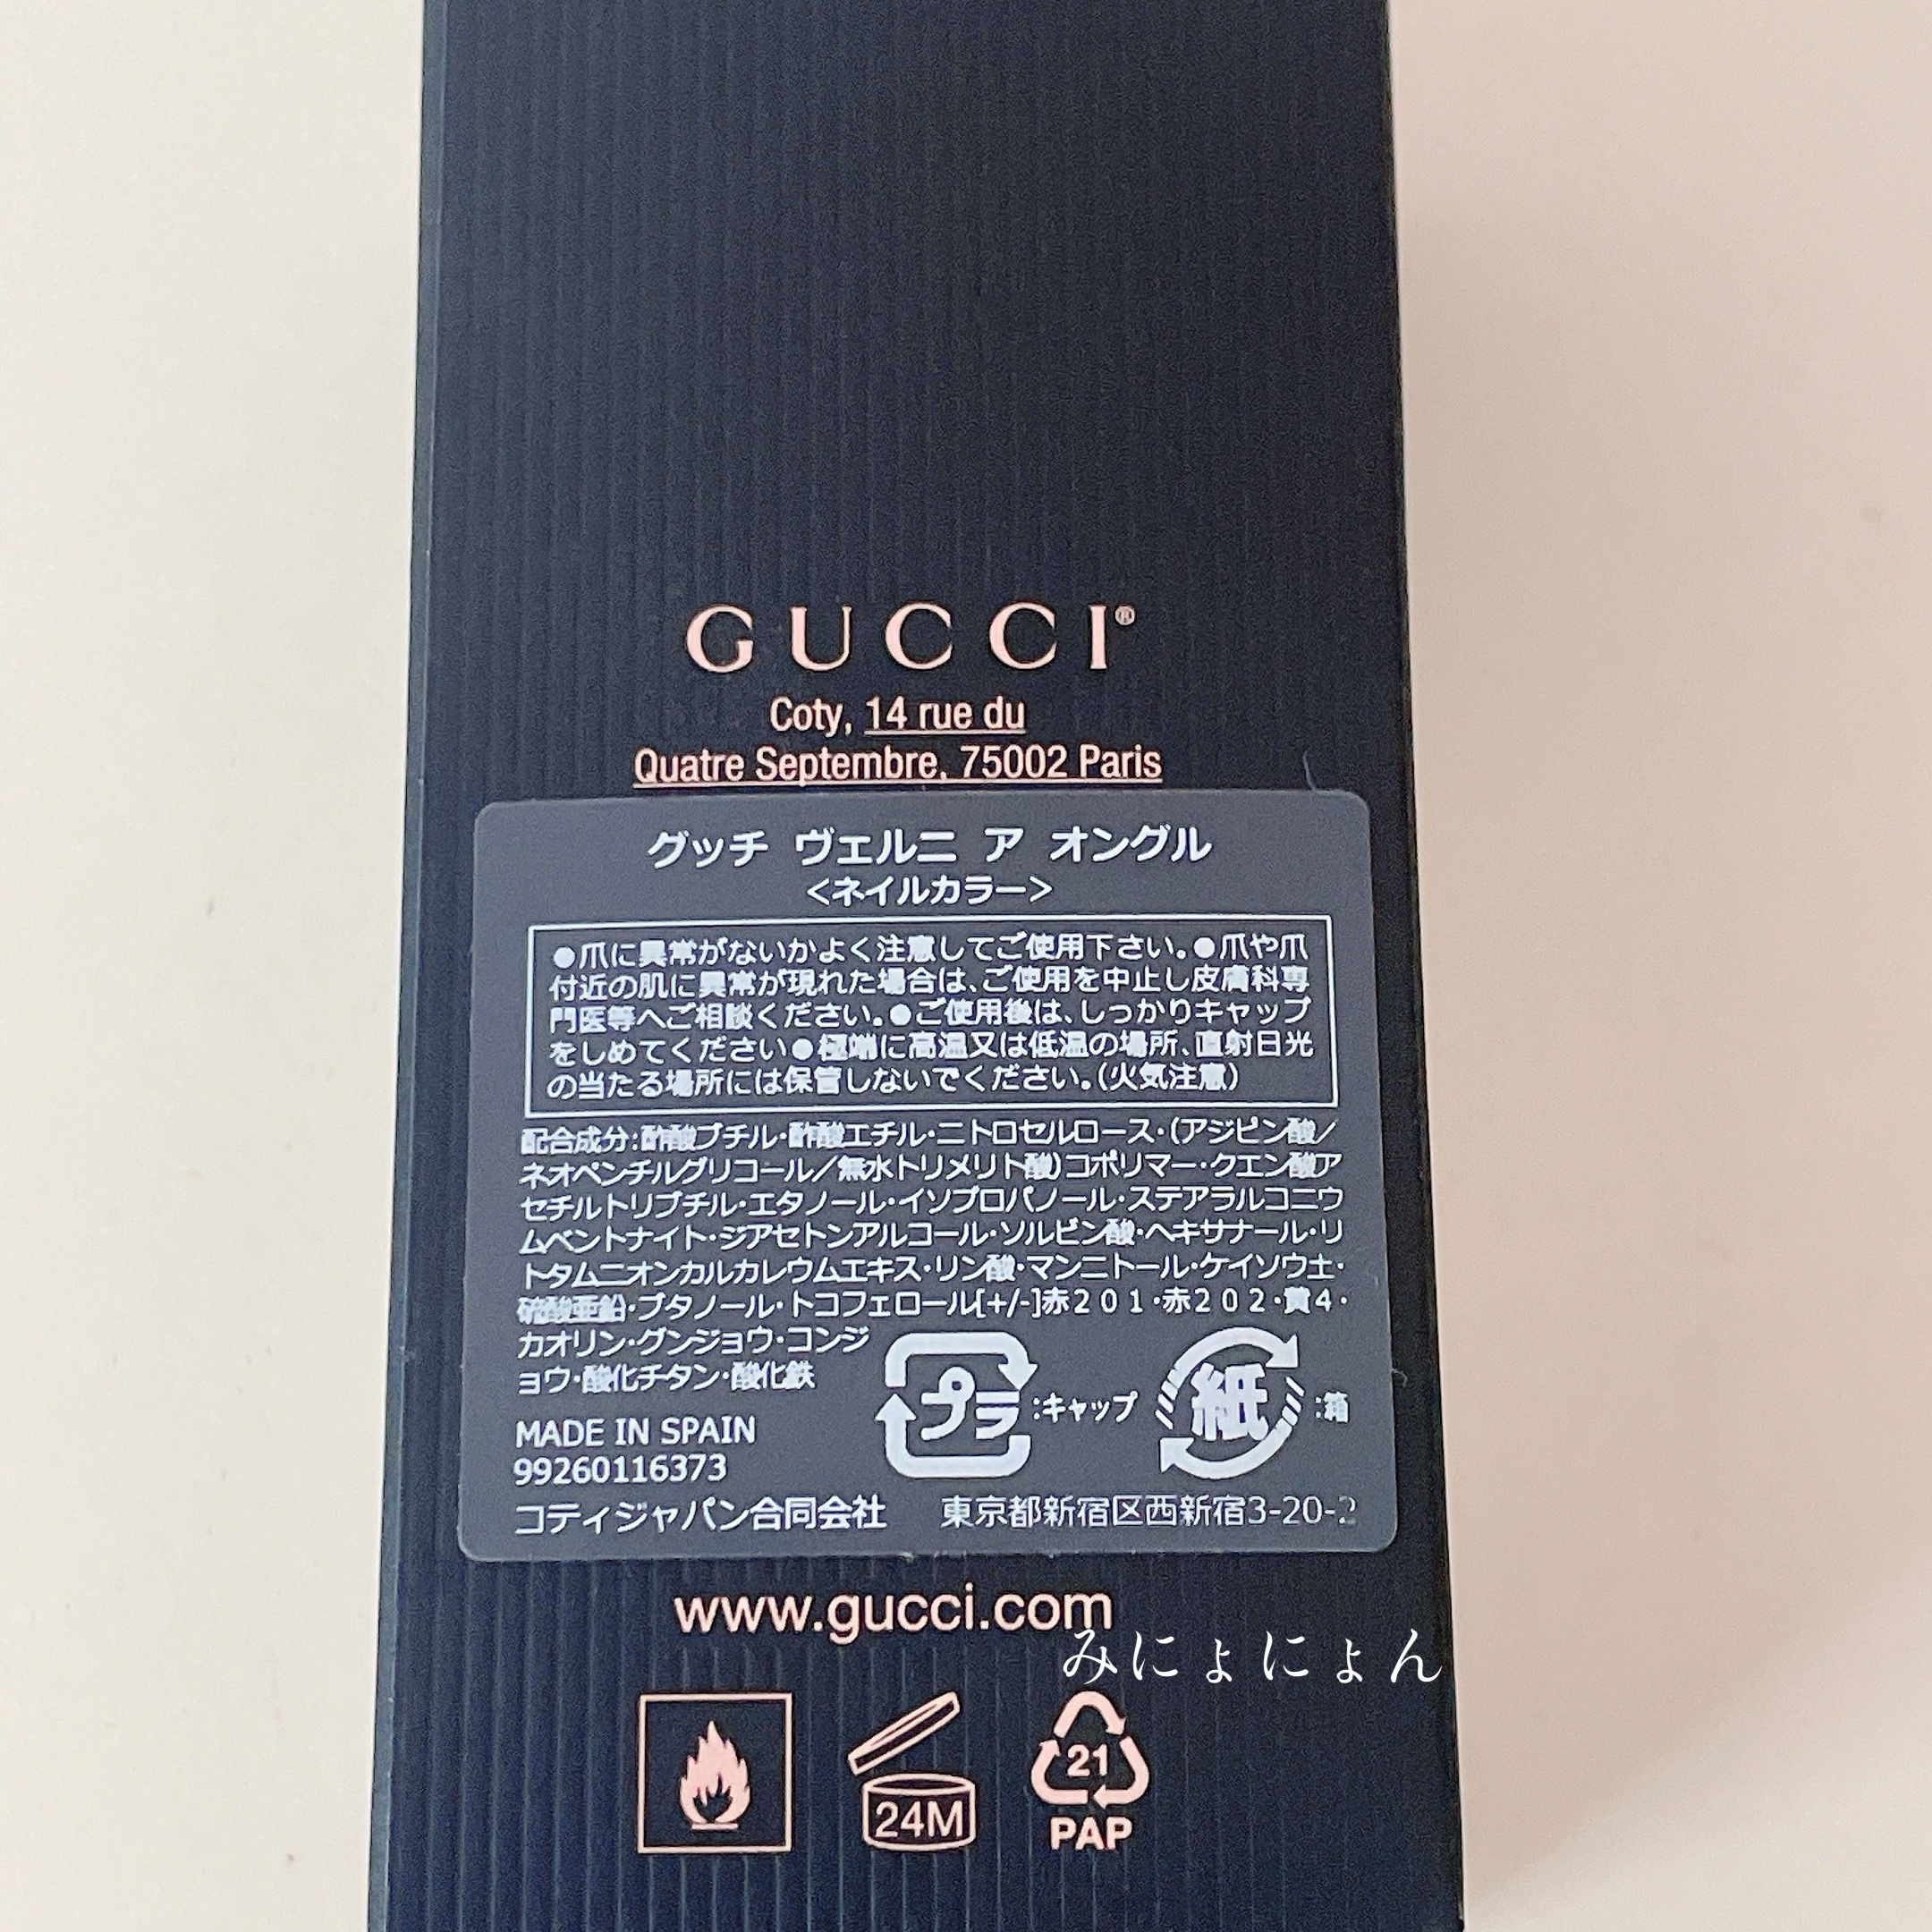 GUCCI®
Coty, 14 rue du
Quatre Septembre, 75002 Paris
グッチ ヴェルニ ア オングル
<ネイルカラー>
●爪に異常がないかよく注意してご使用下さい。●爪や爪
付近の肌に異常が現れた場合は、ご使用を中止し皮膚科専
門医等へご相談ください。●ご使用後は、しっかりキャップ
をしめてください●極端に高温又は低温の場所、直射日光
の当たる場所には保管しないでください。(火気注意)
配合成分:酢酸ブチル・酢酸エチル・ニトロセルロース・(アジピン酸/
ネオペンチルグリコール/無水トリメリト酸)コポリマー・クエン酸ア
セチルトリブチル・エタノール・イソプロパノール・ステアラルコニウ
ムベントナイト・ジアセトンアルコール・ソルビン酸・ヘキサナール・リ
トタムニオンカルカレウムエキス・リン酸・マンニトール・ケイソウ土・
硫酸亜鉛・ブタノール・トコフェロール[+/-]赤201・赤202・黄4・
カオリン・グンジョウ・コンジ
ョウ・酸化チタン・酸化鉄
プラ:キャップ 紙:箱
MADE IN SPAIN
99260116373
コティジャパン合同会社 東京都新宿区西新宿3-20-2
www.gucci.com
みにょにょん
24M
21
PAP